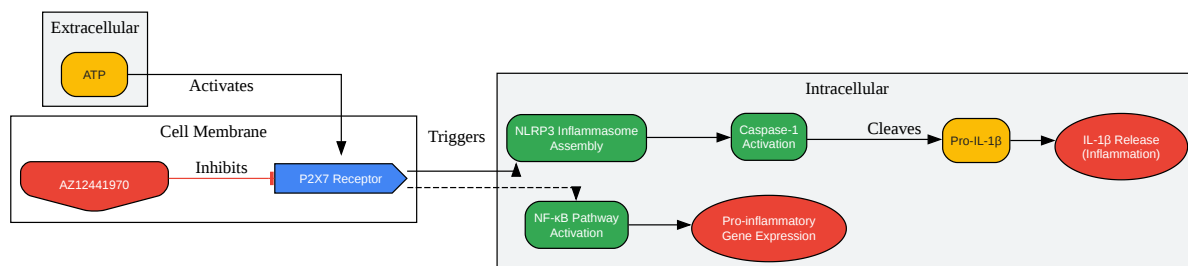 Extracellular
ATP
Activates
Cell Membrane
AZ12441970
Inhibits
P2X7 Receptor
Triggers
Intracellular
NLRP3 Inflammasome
Assembly
Caspase-1
Activation
Cleaves
Pro-IL-1β
IL-1β Release
(Inflammation)
NF-κB Pathway
Activation
Pro-inflammatory
Gene Expression